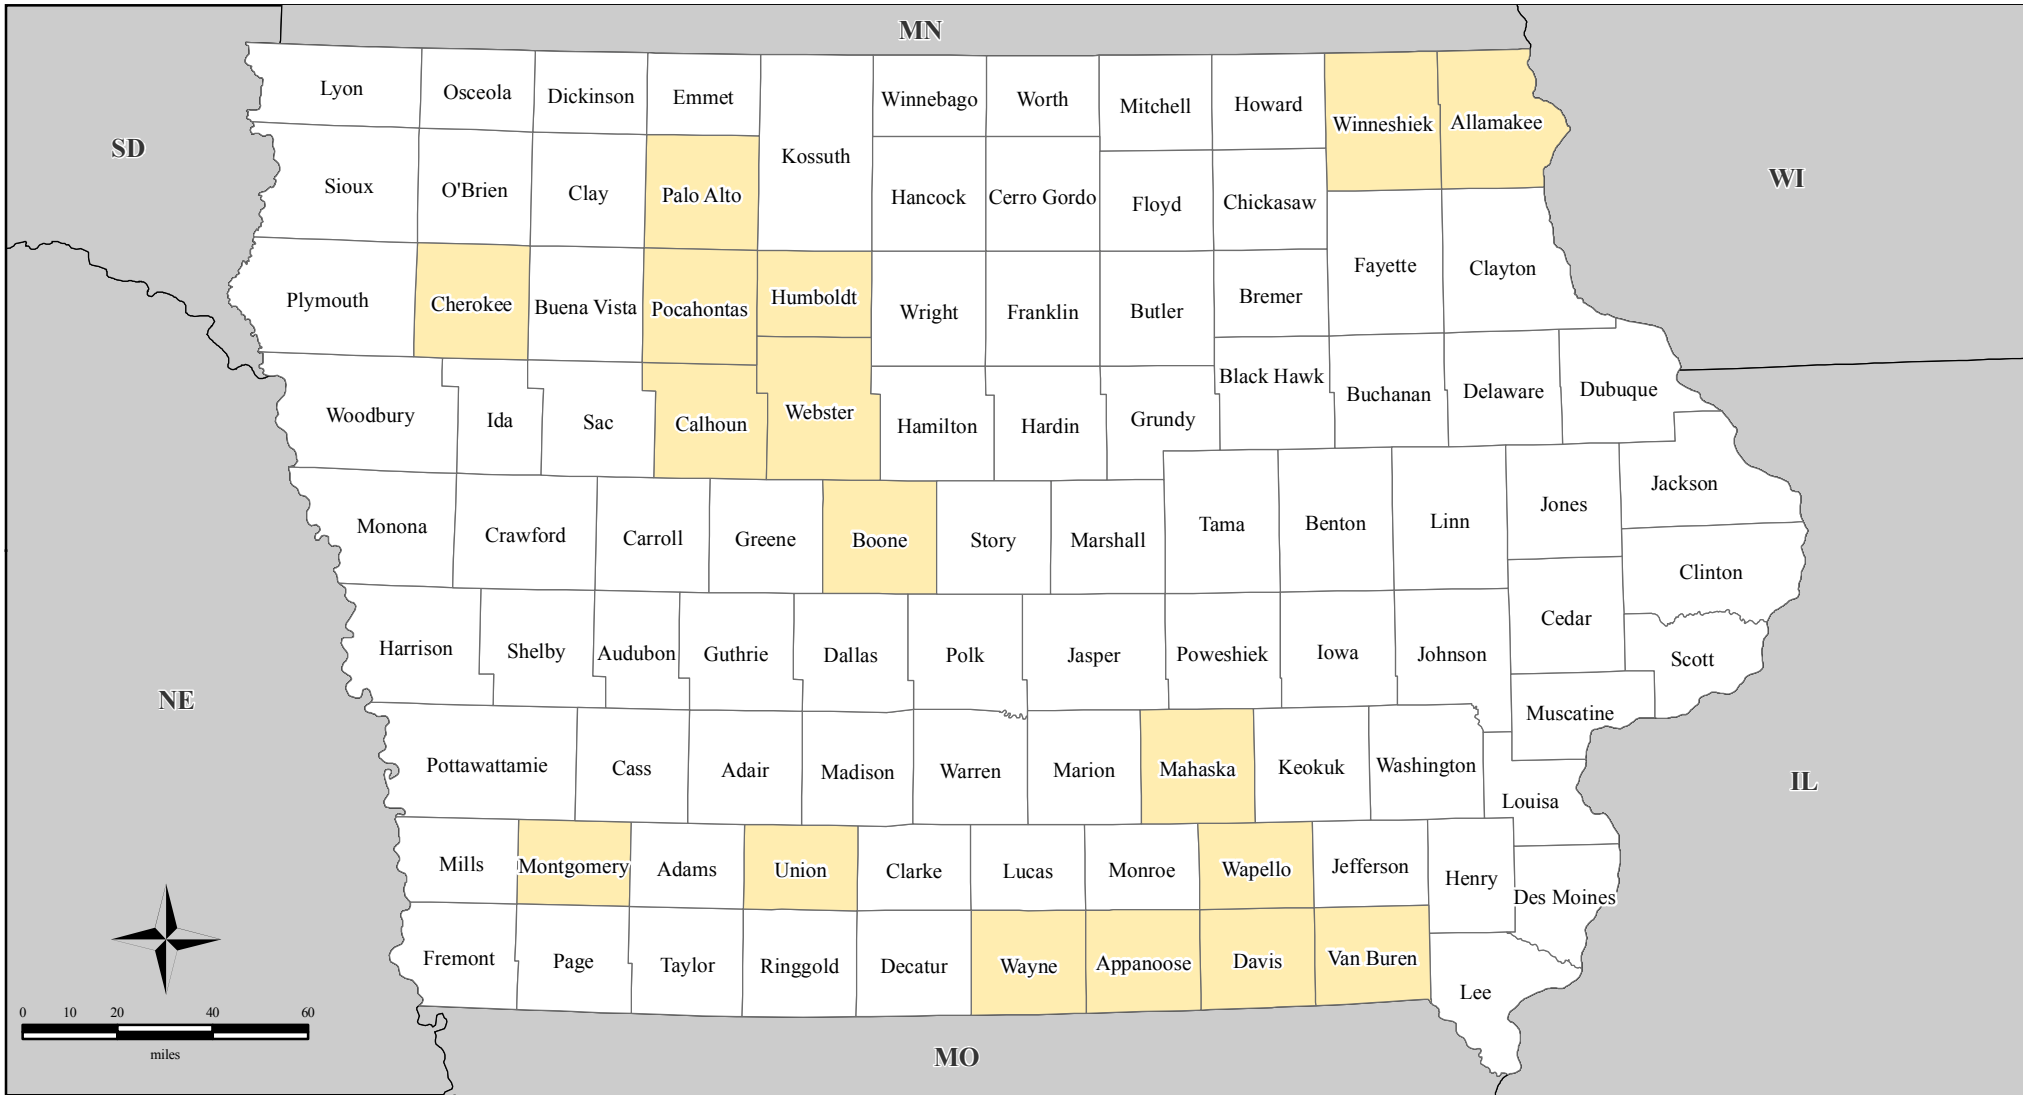 MN
Lyon
Osceola
Dickinson
Emmet
Winnebago
Worth
Mitchell
Howard
Winneshiek
Allamakee
SD
Kossuth
WI
Sioux
O'Brien
Clay
Palo Alto
Hancock
Cerro Gordo
Floyd
Chickasaw
Plymouth
Cherokee
Buena Vista
Pocahontas
Humboldt
Wright
Franklin
Butler
Bremer
Fayette
Clayton
Woodbury
Ida
Sac
Calhoun
Webster
Hamilton
Hardin
Grundy
Black Hawk
Buchanan
Delaware
Dubuque
Monona
Crawford
Carroll
Greene
Boone
Story
Marshall
Tama
Benton
Linn
Jones
Jackson
Clinton
Harrison
Shelby
Audubon
Guthrie
Dallas
Polk
Jasper
Poweshiek
Iowa
Johnson
Cedar
Scott
NE
Muscatine
Pottawattamie
Cass
Adair
Madison
Warren
Marion
Mahaska
Keokuk
Washington
Louisa
IL
Mills
Montgomery
Adams
Union
Clarke
Lucas
Monroe
Wapello
Jefferson
Henry
Des Moines
Fremont
Page
Taylor
Ringgold
Decatur
Wayne
Appanoose
Davis
Van Buren
Lee
0 10 20 40 60
miles
MO